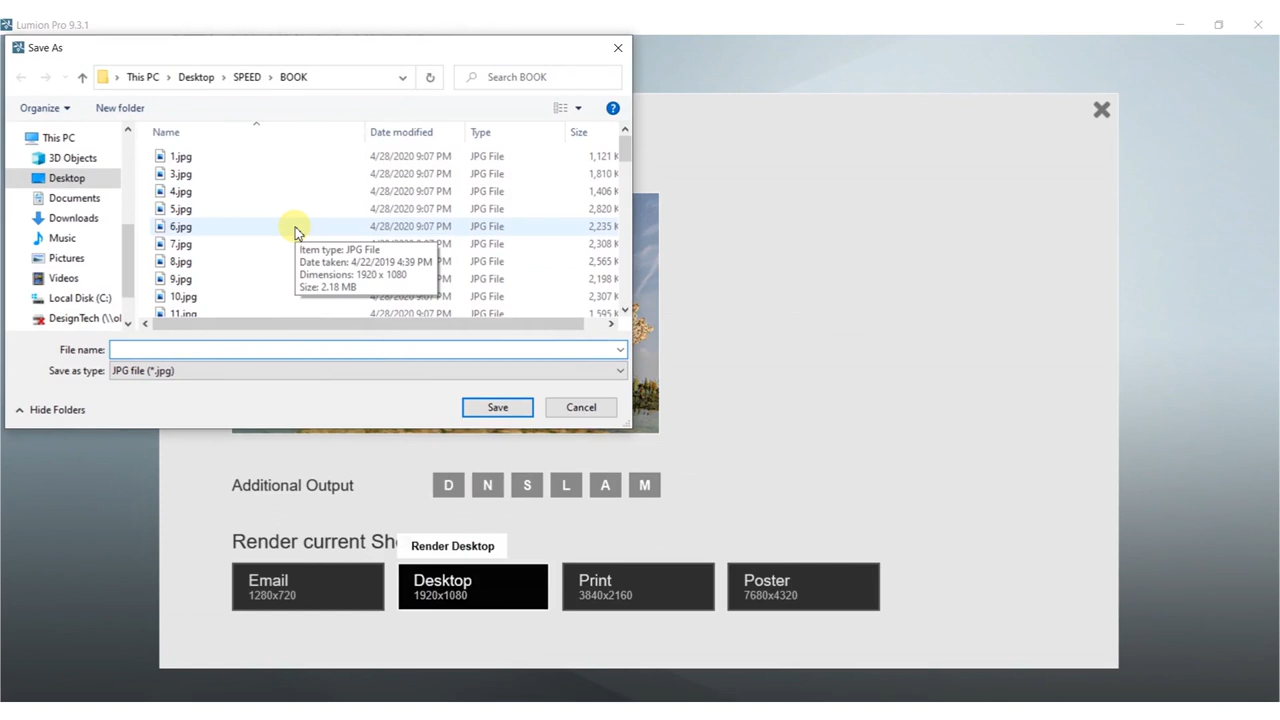 Lumion Pro 9.3.1
Save As
This PC > Desktop > SPEED > BOOK
Search BOOK
Organize
New folder
Name Date modified Type Size
This PC
3D Objects
Desktop
Documents
Downloads
Music
Pictures
Videos
Local Disk (C:)
DesignTech (\\ol
1.jpg 4/28/2020 9:07 PM JPG File 1,121 K
3.jpg 4/28/2020 9:07 PM JPG File 1,810 K
4.jpg 4/28/2020 9:07 PM JPG File 1,406 K
5.jpg 4/28/2020 9:07 PM JPG File 2,820 K
6.jpg 4/28/2020 9:07 PM JPG File 2,235 K
7.jpg 4/28/2020 9:07 PM JPG File 2,308 K
8.jpg PM JPG File 2,565 K
9.jpg PM JPG File 2,198 K
10.jpg PM JPG File 2,307 K
11.jpg JPG File 1,595 K
Item type: JPG File
Date taken: 4/22/2019 4:39 PM
Dimensions: 1920 x 1080
Size: 2.18 MB
File name:
Save as type: JPG file (*.jpg)
Hide Folders
Save
Cancel
Additional Output D N S L A M
Render current Sh
Render Desktop
Email
1280x720
Desktop
1920x1080
Print
3840x2160
Poster
7680x4320